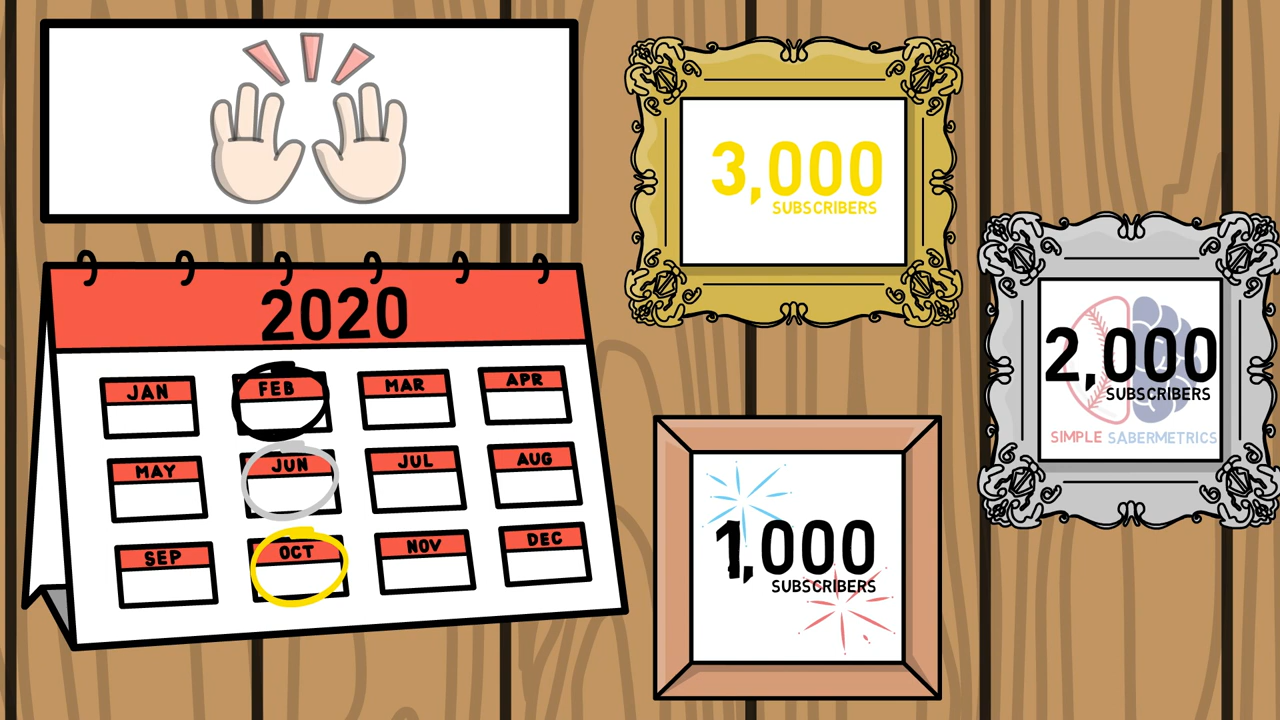 2020
JAN FEB MAR APR
MAY JUN JUL AUG
SEP OCT NOV DEC
3,000
SUBSCRIBERS
1,000
SUBSCRIBERS
2,000
SUBSCRIBERS
SIMPLE SABERMETRICS